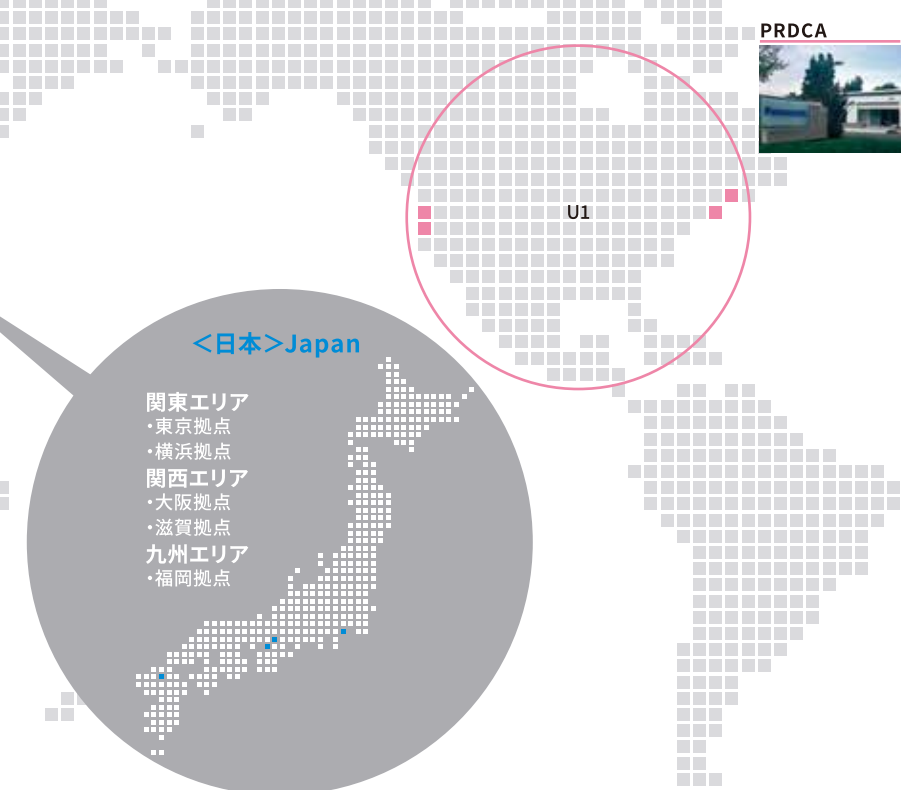 PRDCA
U1
＜日本＞Japan
関東エリア
・東京拠点
・横浜拠点
関西エリア
・大阪拠点
・滋賀拠点
九州エリア
・福岡拠点